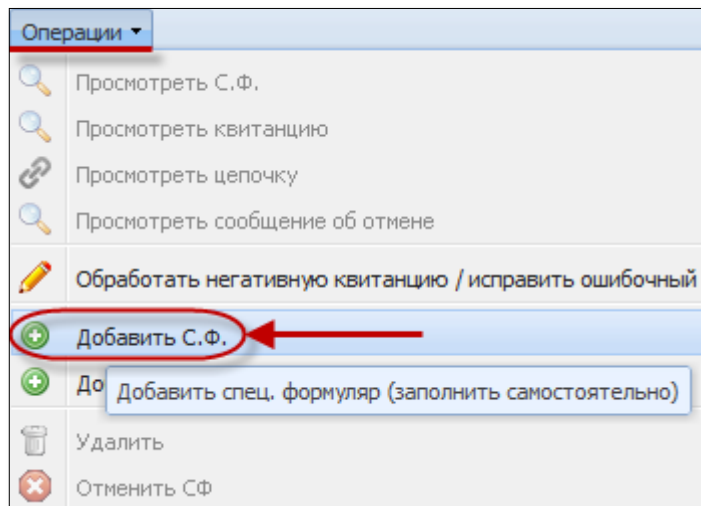 Операции
Просмотреть С.Ф.
Просмотреть квитанцию
Просмотреть цепочку
Просмотреть сообщение об отмене
Обработать негативную квитанцию / исправить ошибочный
Добавить С.Ф.
До
Добавить спец. формуляр (заполнить самостоятельно)
Удалить
Отменить СФ